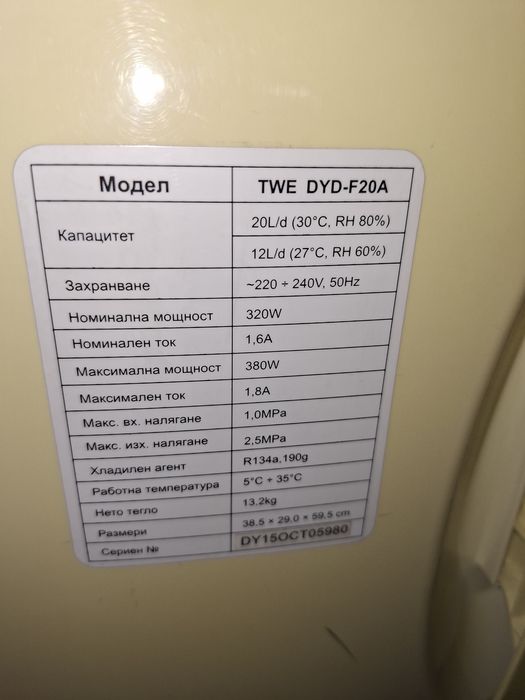 Модел TWE DYD-F20A
Капацитет 20L/d (30°C, RH 80%)
12L/d (27°C, RH 60%)
Захранване ~220 ÷ 240V, 50Hz
Номинална мощност 320W
Номинален ток 1,6A
Максимална мощност 380W
Максимален ток 1,8A
Макс. вх. налягане 1,0MPa
Макс. изх. налягане 2,5MPa
Хладилен агент R134a, 190g
Работна температура 5°C ÷ 35°C
Нето тегло 13.2kg
Размери 38.5 × 29.0 × 59.5 cm
Сериен № DY15OCT05980